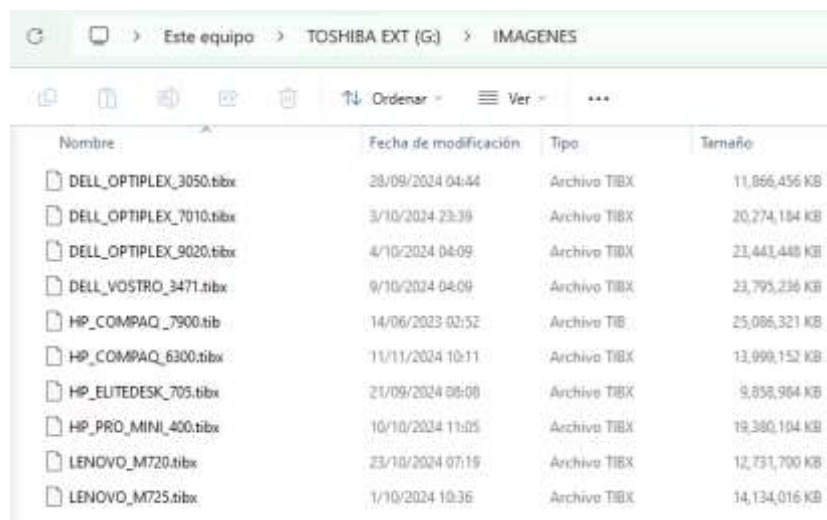 Este equipo > TOSHIBA EXT (G:) > IMAGENES
Ordenar Ver ...
Nombre Fecha de modificación Tipo Tamaño
DELL_OPTIPLEX_3050.tibx 28/09/2024 04:44 Archivo TIBX 11,866,456 KB
DELL_OPTIPLEX_7010.tibx 3/10/2024 23:39 Archivo TIBX 20,274,184 KB
DELL_OPTIPLEX_9020.tibx 4/10/2024 04:09 Archivo TIBX 23,443,448 KB
DELL_VOSTRO_3471.tibx 9/10/2024 04:09 Archivo TIBX 23,795,236 KB
HP_COMPAQ _7900.tib 14/06/2023 02:52 Archivo TIB 25,086,321 KB
HP_COMPAQ_6300.tibx 11/11/2024 10:11 Archivo TIBX 13,999,152 KB
HP_ELITEDESK_705.tibx 21/09/2024 08:08 Archivo TIBX 9,858,984 KB
HP_PRO_MINI_400.tibx 10/10/2024 11:05 Archivo TIBX 19,380,104 KB
LENOVO_M720.tibx 23/10/2024 07:19 Archivo TIBX 12,731,700 KB
LENOVO_M725.tibx 1/10/2024 10:36 Archivo TIBX 14,134,016 KB